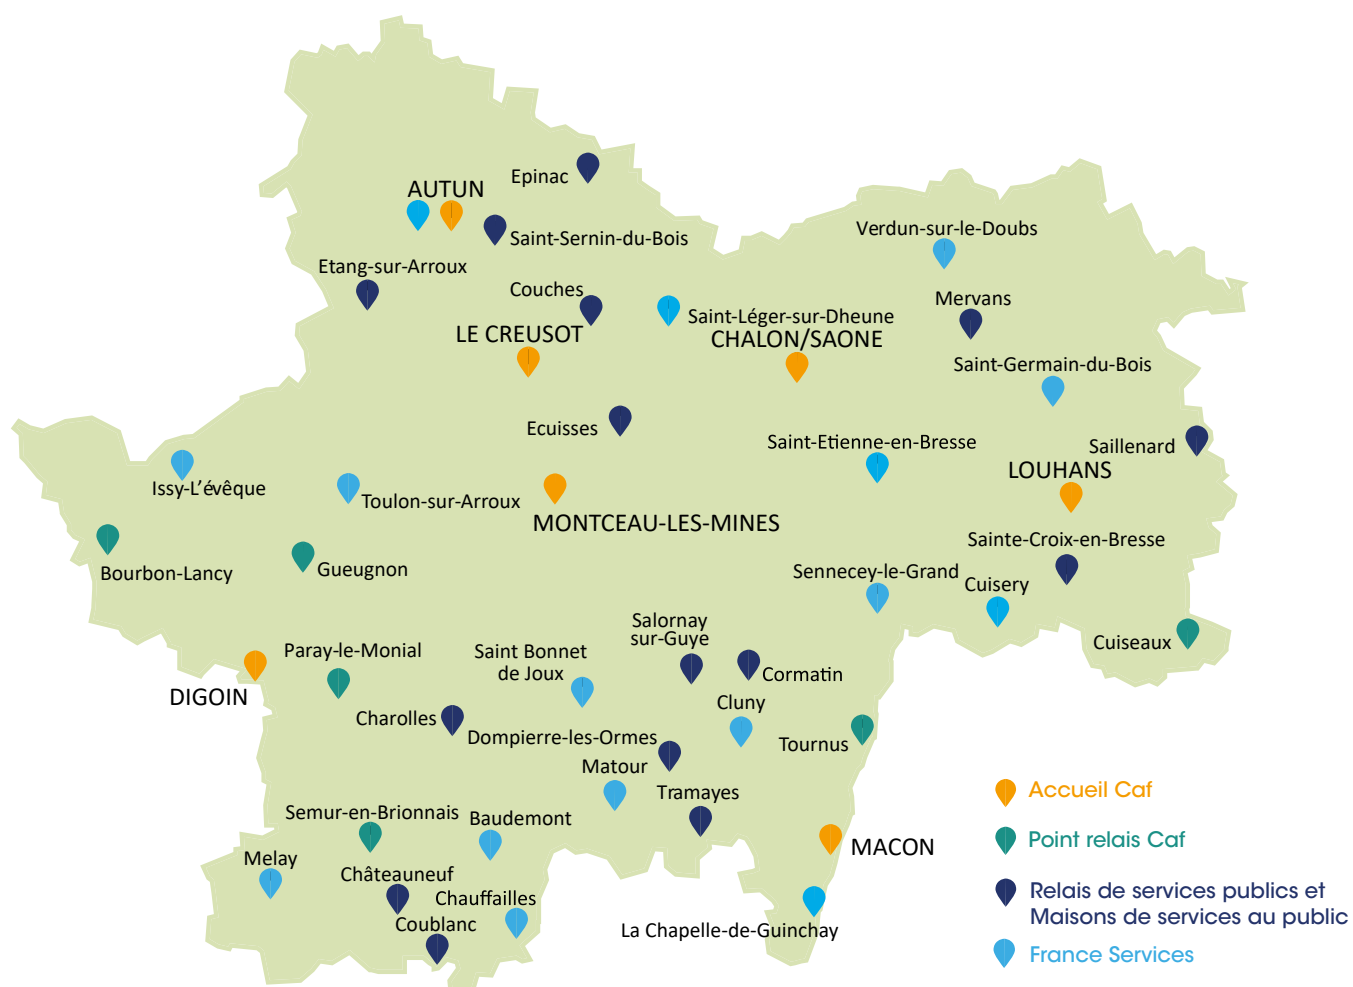 Epinac
AUTUN
Saint-Sernin-du-Bois
Verdun-sur-le-Doubs
Etang-sur-Arroux
Couches
Mervans
Saint-Léger-sur-Dheune
LE CREUSOT
CHALON/SAONE
Saint-Germain-du-Bois
Ecuisses
Saint-Etienne-en-Bresse
Saillenard
LOUHANS
Issy-L'évêque
Toulon-sur-Arroux
MONTCEAU-LES-MINES
Sainte-Croix-en-Bresse
Bourbon-Lancy
Gueugnon
Sennecey-le-Grand
Cuisery
Salornay
sur-Guye
Cuiseaux
Paray-le-Monial
Saint Bonnet
de Joux
Cormatin
DIGOIN
Cluny
Charolles
Dompierre-les-Ormes
Tournus
Matour
Tramayes
Semur-en-Brionnais
Baudemont
MACON
Melay
Châteauneuf
Chauffailles
Coublanc
La Chapelle-de-Guinchay
Accueil Caf
Point relais Caf
Relais de services publics et
Maisons de services au public
France Services